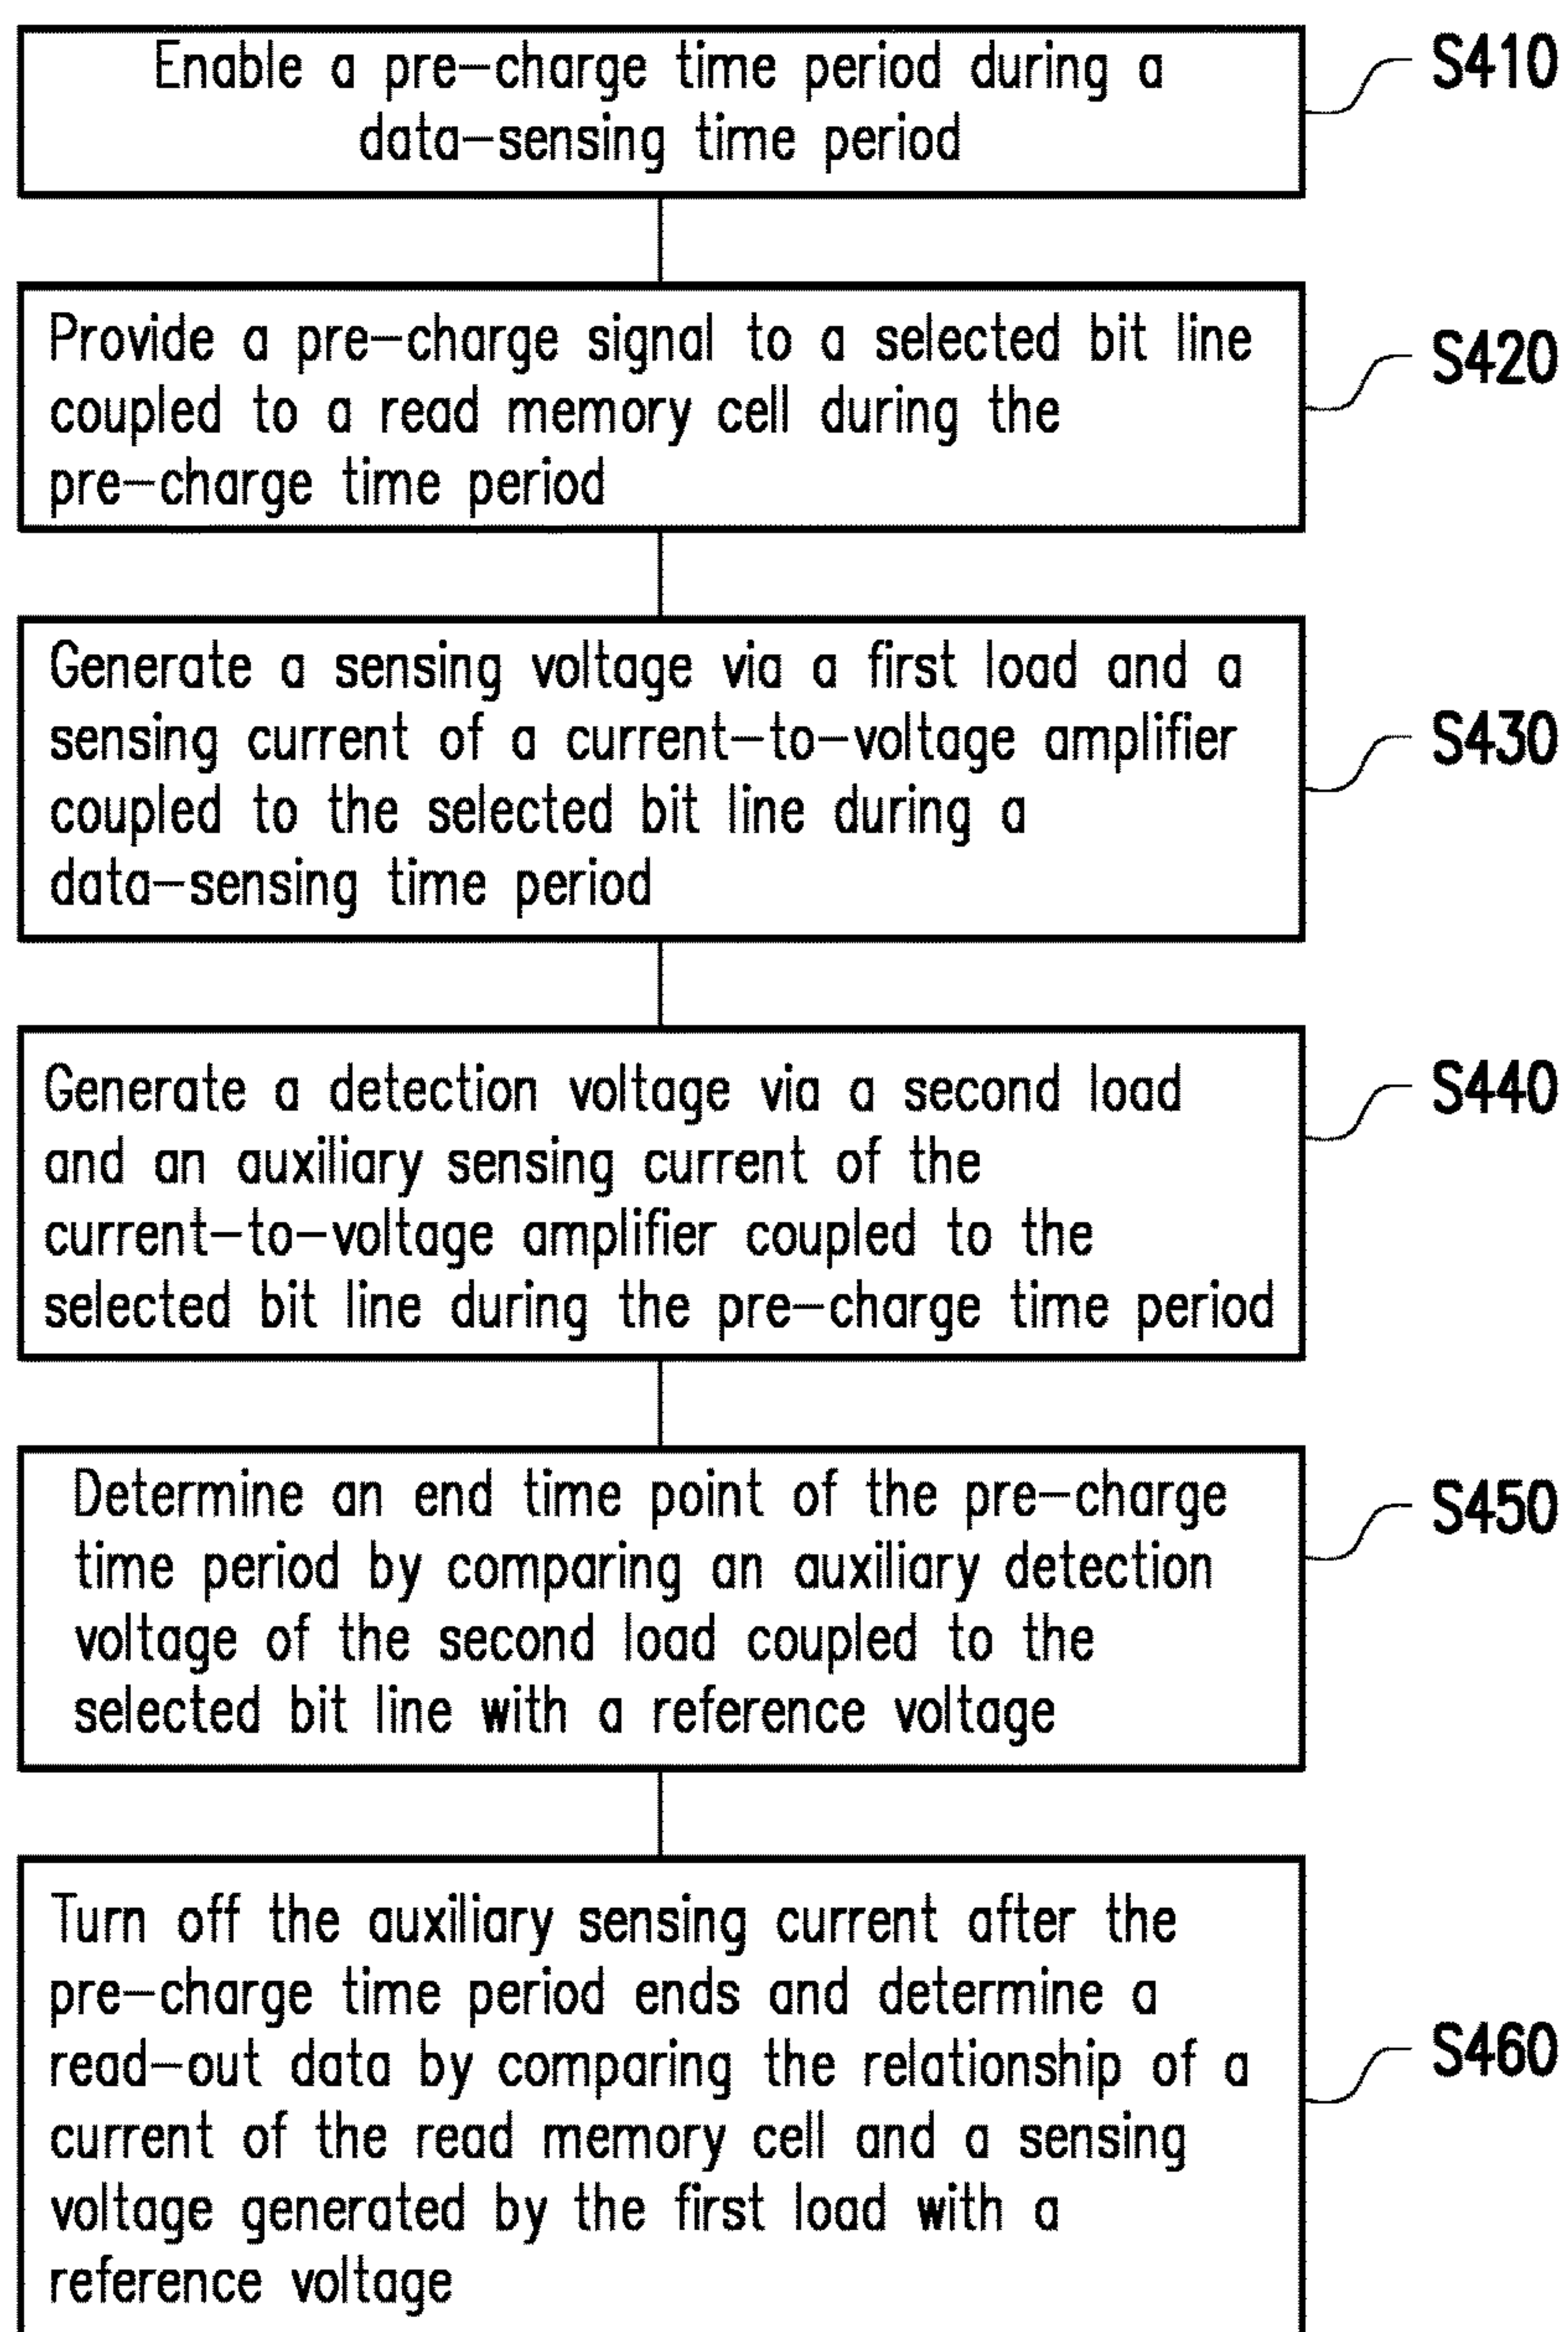 Enable a pre-charge time period during a
data-sensing time period
S410
Provide a pre-charge signal to a selected bit line
coupled to a read memory cell during the
pre-charge time period
S420
Generate a sensing voltage via a first load and a
sensing current of a current-to-voltage amplifier
coupled to the selected bit line during a
data-sensing time period
S430
Generate a detection voltage via a second load
and an auxiliary sensing current of the
current-to-voltage amplifier coupled to the
selected bit line during the pre-charge time period
S440
Determine an end time point of the pre-charge
time period by comparing an auxiliary detection
voltage of the second load coupled to the
selected bit line with a reference voltage
S450
Turn off the auxiliary sensing current after the
pre-charge time period ends and determine a
read-out data by comparing the relationship of a
current of the read memory cell and a sensing
voltage generated by the first load with a
reference voltage
S460